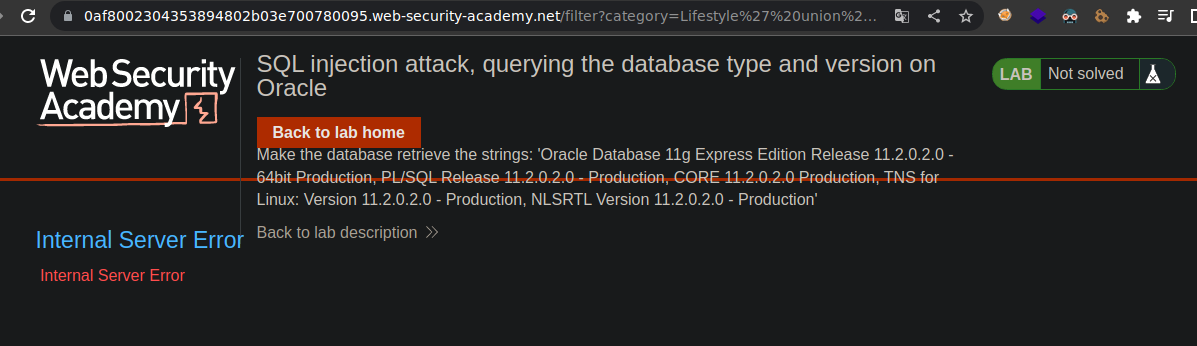 0af8002304353894802b03e700780095.web-security-academy.net/filter?category=Lifestyle%27%20union%2...
Web Security
Academy
SQL injection attack, querying the database type and version on
Oracle
LAB Not solved
Back to lab home
Make the database retrieve the strings: 'Oracle Database 11g Express Edition Release 11.2.0.2.0 -
64bit Production, PL/SQL Release 11.2.0.2.0 - Production, CORE 11.2.0.2.0 Production, TNS for
Linux: Version 11.2.0.2.0 - Production, NLSRTL Version 11.2.0.2.0 - Production'
Back to lab description
Internal Server Error
Internal Server Error